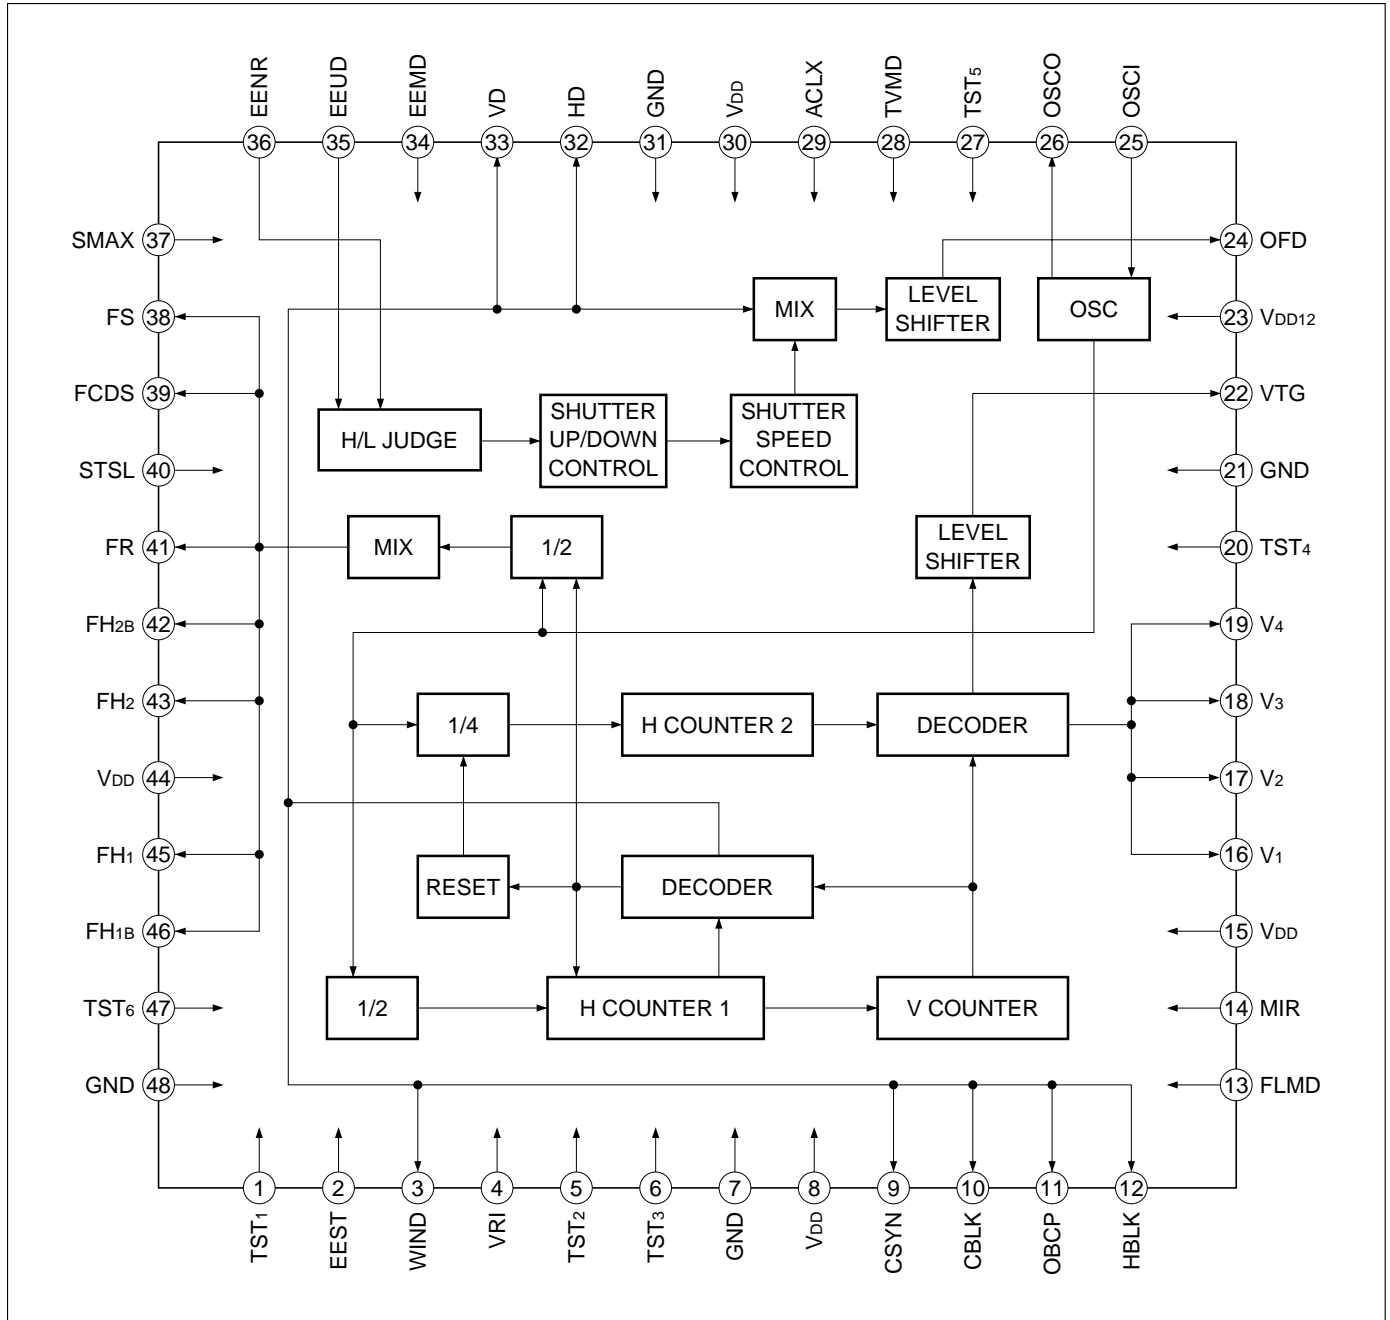 EENR
EEUD
EEMD
VD
HD
GND
VDD
ACLX
TVMD
TST5
OSCO
OSCI
36
35
34
33
32
31
30
29
28
27
26
25
SMAX 37
24 OFD
MIX
LEVEL
SHIFTER
OSC
FS 38
23 VDD12
FCDS 39
22 VTG
H/L JUDGE
SHUTTER
UP/DOWN
CONTROL
SHUTTER
SPEED
CONTROL
STSL 40
21 GND
FR 41
MIX
1/2
LEVEL
SHIFTER
20 TST4
FH2B 42
19 V4
FH2 43
1/4
H COUNTER 2
DECODER
18 V3
VDD 44
17 V2
FH1 45
16 V1
RESET
DECODER
FH1B 46
15 VDD
TST6 47
1/2
H COUNTER 1
V COUNTER
14 MIR
GND 48
13 FLMD
1
2
3
4
5
6
7
8
9
10
11
12
TST1
EEST
WIND
VRI
TST2
TST3
GND
VDD
CSYN
CBLK
OBCP
HBLK